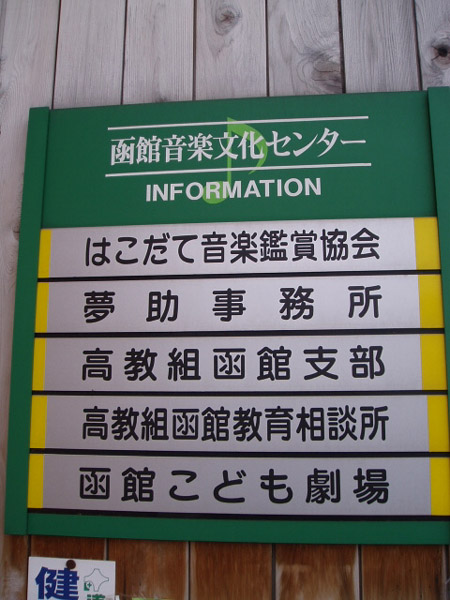 函館音楽文化センター
INFORMATION
はこだて音楽鑑賞協会
夢助事務所
高教組函館支部
高教組函館教育相談所
函館こども劇場
健